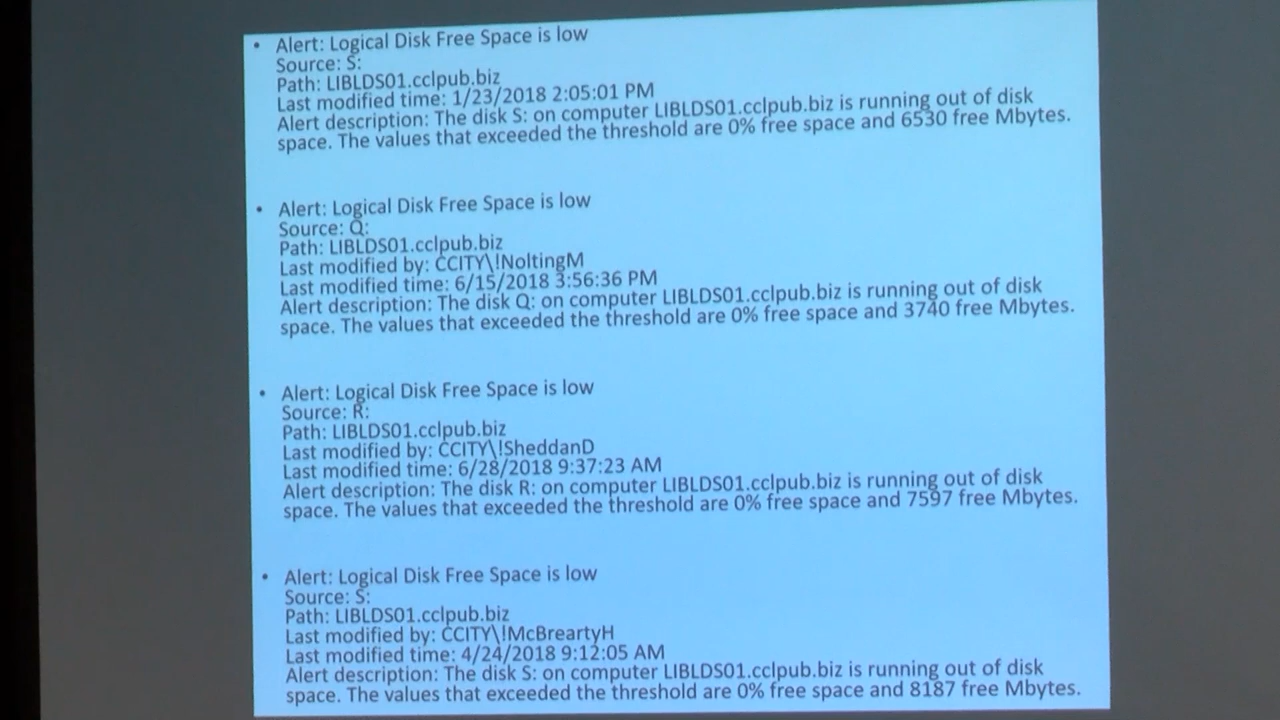 • Alert: Logical Disk Free Space is low
Source: S:
Path: LIBLDS01.cclpub.biz
Last modified time: 1/23/2018 2:05:01 PM
Alert description: The disk S: on computer LIBLDS01.cclpub.biz is running out of disk
space. The values that exceeded the threshold are 0% free space and 6530 free Mbytes.
• Alert: Logical Disk Free Space is low
Source: Q:
Path: LIBLDS01.cclpub.biz
Last modified by: CCITY\!NoltingM
Last modified time: 6/15/2018 3:56:36 PM
Alert description: The disk Q: on computer LIBLDS01.cclpub.biz is running out of disk
space. The values that exceeded the threshold are 0% free space and 3740 free Mbytes.
• Alert: Logical Disk Free Space is low
Source: R:
Path: LIBLDS01.cclpub.biz
Last modified by: CCITY\!SheddanD
Last modified time: 6/28/2018 9:37:23 AM
Alert description: The disk R: on computer LIBLDS01.cclpub.biz is running out of disk
space. The values that exceeded the threshold are 0% free space and 7597 free Mbytes.
• Alert: Logical Disk Free Space is low
Source: S:
Path: LIBLDS01.cclpub.biz
Last modified by: CCITY\!McBreartyH
Last modified time: 4/24/2018 9:12:05 AM
Alert description: The disk S: on computer LIBLDS01.cclpub.biz is running out of disk
space. The values that exceeded the threshold are 0% free space and 8187 free Mbytes.